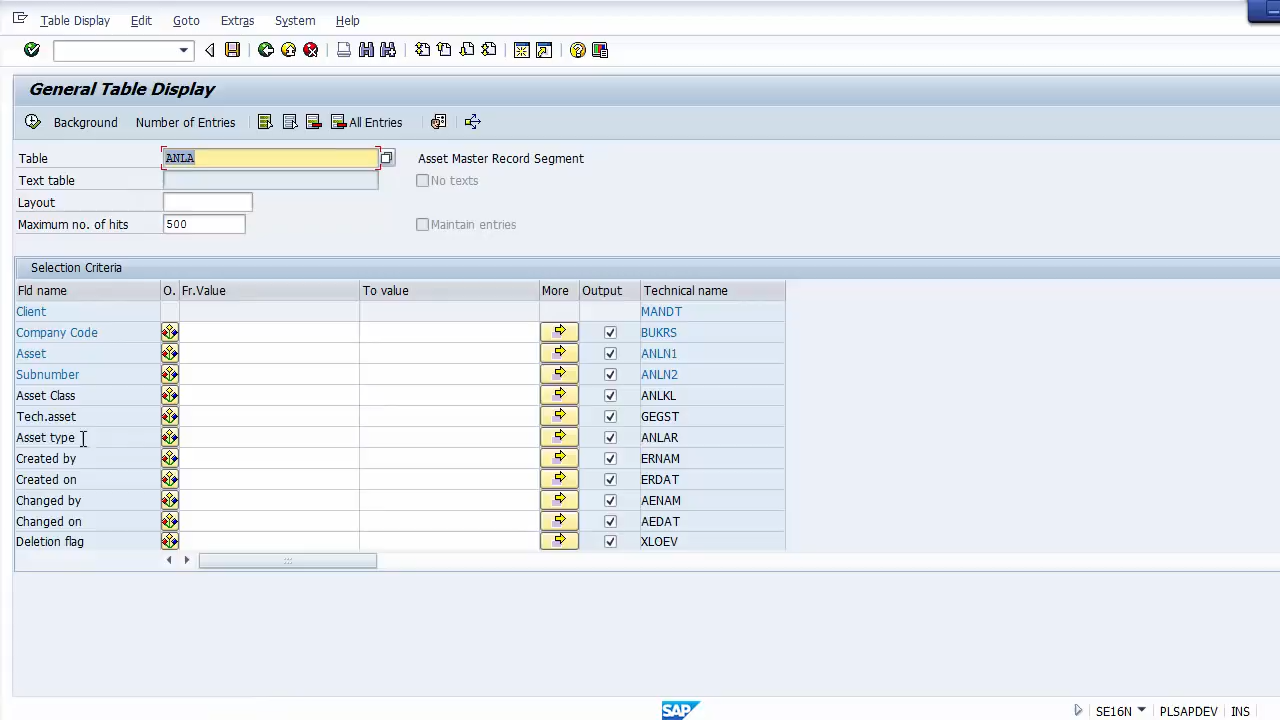 Table Display Edit Goto Extras System Help
General Table Display
Background Number of Entries All Entries
Table ANLA Asset Master Record Segment
Text table No texts
Layout
Maximum no. of hits 500 Maintain entries
Selection Criteria
Fld name O. Fr.Value To value More Output Technical name
Client MANDT
Company Code BUKRS
Asset ANLN1
Subnumber ANLN2
Asset Class ANLKL
Tech.asset GEGST
Asset type ANLAR
Created by ERNAM
Created on ERDAT
Changed by AENAM
Changed on AEDAT
Deletion flag XLOEV
SAP SE16N PLSAPDEV INS